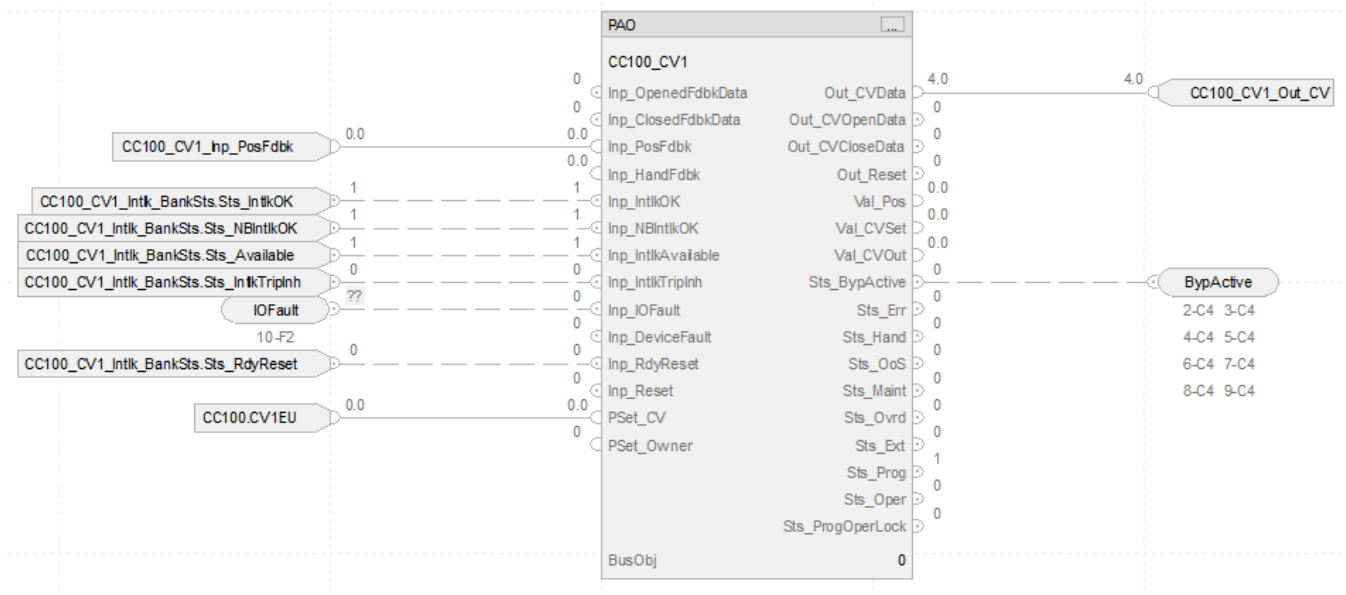 PAO ...
CC100_CV1
0 Inp_OpenedFdbkData Out_CVData 4.0 4.0 CC100_CV1_Out_CV
0 Inp_ClosedFdbkData Out_CVOpenData 0
CC100_CV1_Inp_PosFdbk 0.0 0.0 Inp_PosFdbk Out_CVCloseData 0
0.0 Inp_HandFdbk Out_Reset 0
CC100_CV1_Intlk_BankSts.Sts_IntlkOK 1 1 Inp_IntlkOK Val_Pos 0.0
CC100_CV1_Intlk_BankSts.Sts_NBIntlkOK 1 1 Inp_NBIntlkOK Val_CVSet 0.0
CC100_CV1_Intlk_BankSts.Sts_Available 1 1 Inp_IntlkAvailable Val_CVOut 0.0
CC100_CV1_Intlk_BankSts.Sts_IntlkTripInh 0 0 Inp_IntlkTripInh Sts_BypActive 0 BypActive
IOFault ?? 0 Inp_IOFault Sts_Err 0 2-C4 3-C4
10-F2 0 Inp_DeviceFault Sts_Hand 0 4-C4 5-C4
CC100_CV1_Intlk_BankSts.Sts_RdyReset 0 0 Inp_RdyReset Sts_OoS 0 6-C4 7-C4
0 Inp_Reset Sts_Maint 0 8-C4 9-C4
CC100.CV1EU 0.0 0.0 PSet_CV Sts_Ovrd 0
0 PSet_Owner Sts_Ext 0
Sts_Prog 1
Sts_Oper 0
Sts_ProgOperLock 0
BusObj 0